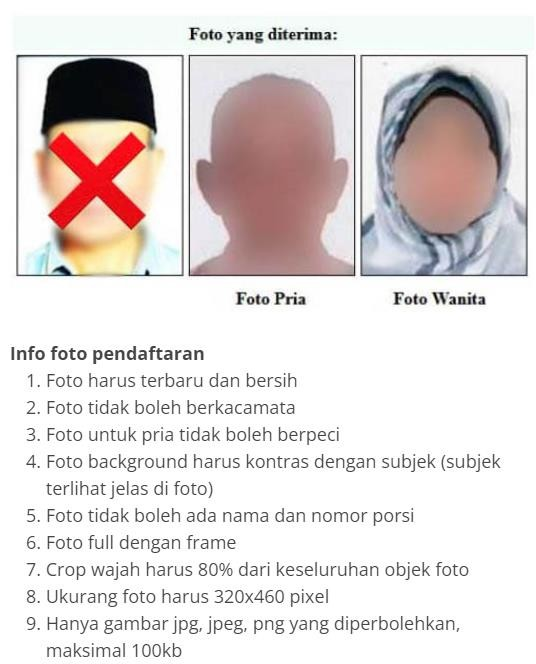 Foto yang diterima:
Foto Pria
Foto Wanita
Info foto pendaftaran
1. Foto harus terbaru dan bersih
2. Foto tidak boleh berkacamata
3. Foto untuk pria tidak boleh berpeci
4. Foto background harus kontras dengan subjek (subjek
terlihat jelas di foto)
5. Foto tidak boleh ada nama dan nomor porsi
6. Foto full dengan frame
7. Crop wajah harus 80% dari keseluruhan objek foto
8. Ukurang foto harus 320x460 pixel
9. Hanya gambar jpg, jpeg, png yang diperbolehkan,
maksimal 100kb